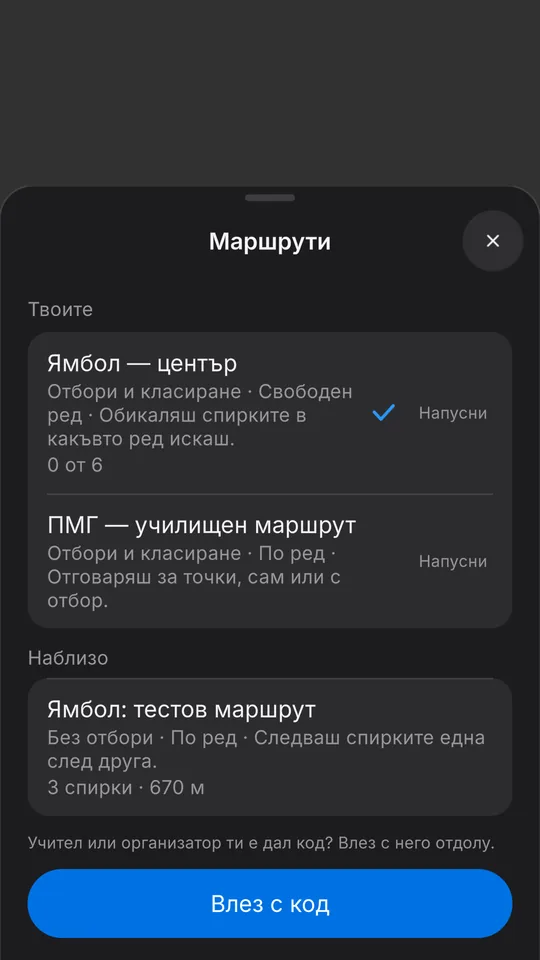 Маршрути
Твоите
Ямбол — център
Отбори и класиране · Свободен
ред · Обикаляш спирките в
какъвто ред искаш.
0 от 6
Напусни
ПМГ — училищен маршрут
Отбори и класиране · По ред ·
Отговаряш за точки, сам или с
отбор.
Напусни
Наблизо
Ямбол: тестов маршрут
Без отбори · По ред · Следваш спирките една
след друга.
3 спирки · 670 м
Учител или организатор ти е дал код? Влез с него отдолу.
Влез с код